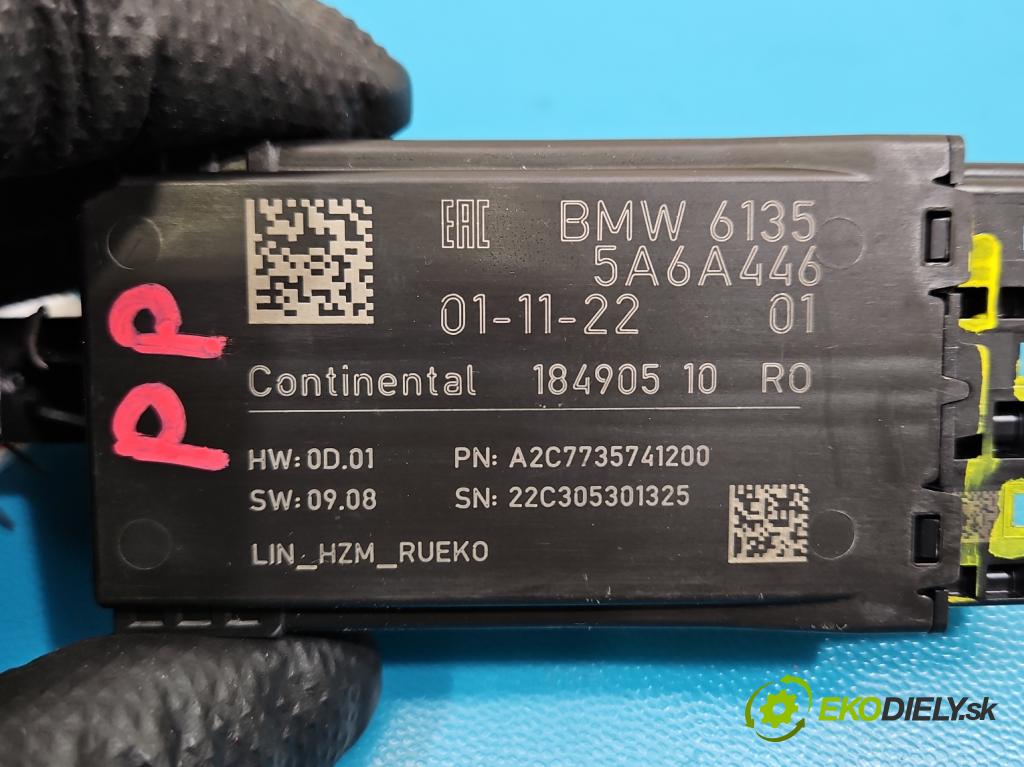 EAC BMW 6135
5A6A446
01-11-22 01
Continental 184905 10 RO
HW: 0D.01 PN: A2C7735741200
SW: 09.08 SN: 22C305301325
LIN_HZM_RUEKO
PP
EKODIELY.sk